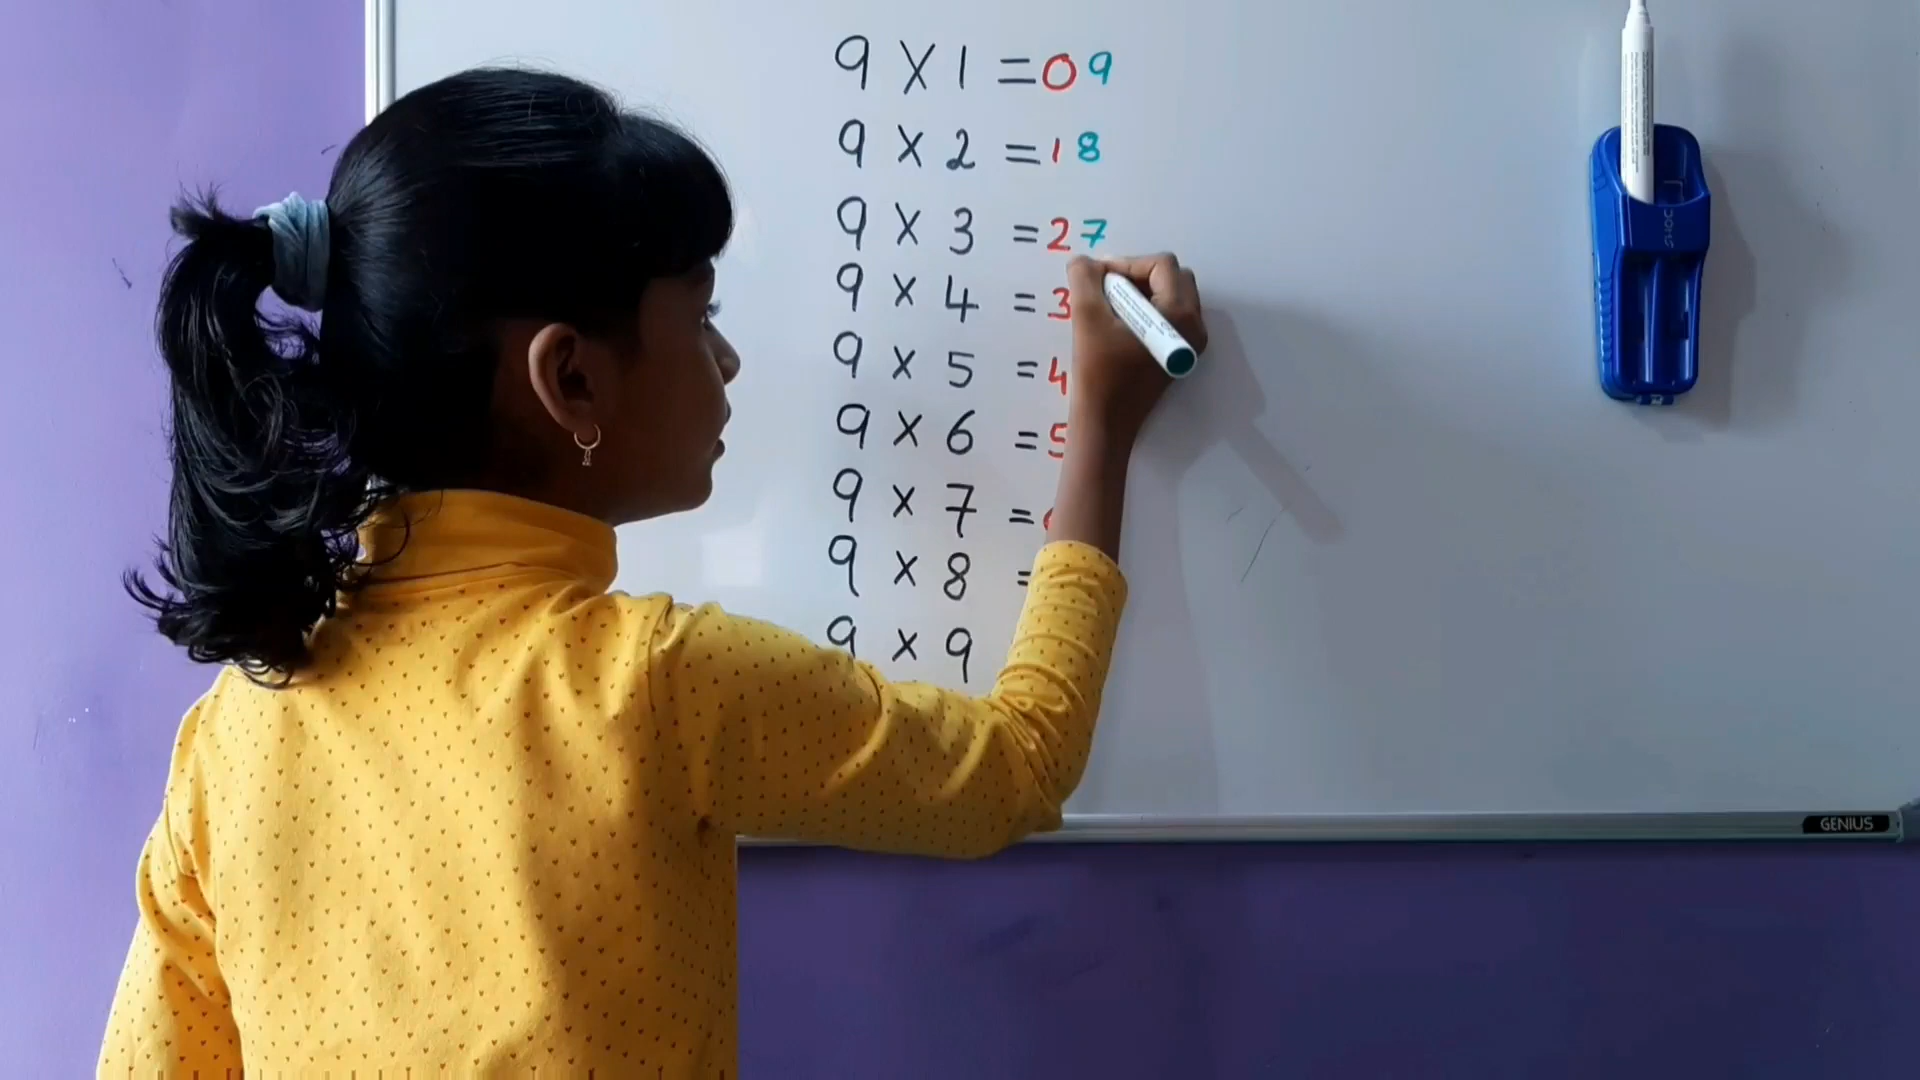 9 X 1 = 09
9 X 2 = 18
9 X 3 = 27
9 X 4 = 3
9 X 5 = 4
9 X 6 = 5
9 X 7 =
9 X 8 =
9 X 9
GENIUS